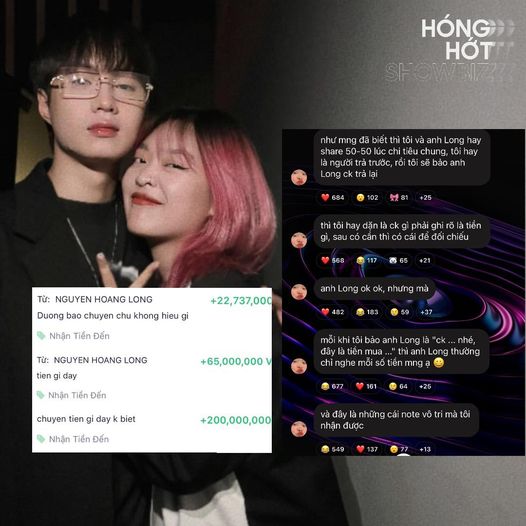 HÓNG
HỚT
SHOWBIZ
như mng đã biết thì tôi và anh Long hay
share 50-50 lúc chi tiêu chung, tôi hay
là người trả trước, rồi tôi sẽ bảo anh
Long ck trả lại
684 102 81 +25
thì tôi hay dặn là ck gì phải ghi rõ là tiền
gì, sau có cần thì có cái để đối chiếu
568 117 65 +21
anh Long ok ok, nhưng mà
482 183 59 +37
mỗi khi tôi bảo anh Long là "ck ... nhé,
đây là tiền mua ..." thì anh Long thường
chỉ nghe mỗi số tiền mng ạ
677 161 64 +25
và đây là những cái note vô tri mà tôi
nhận được
549 137 77 +13
Từ: NGUYEN HOANG LONG +22,737,000
Duong bao chuyen chu khong hieu gi
Nhận Tiền Đến
Từ: NGUYEN HOANG LONG +65,000,000 V
tien gi day
Nhận Tiền Đến
chuyen tien gi day k biet +200,000,000
Nhận Tiền Đến